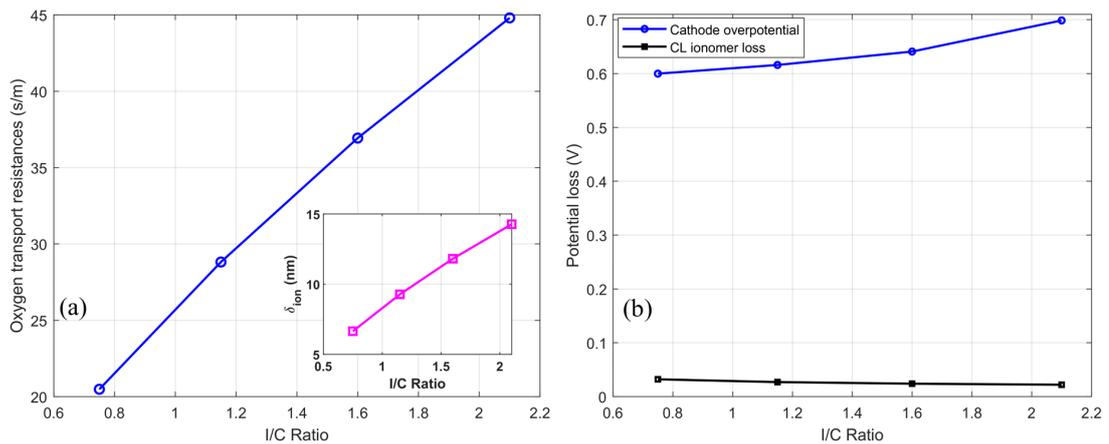 Oxygen transport resistances (s/m)
45
40
35
30
25
20
(a)
0.6 0.8 1 1.2 1.4 1.6 1.8 2 2.2
I/C Ratio
δion (nm)
15
10
5
0.5 1 1.5 2
I/C Ratio
Potential loss (V)
0.7
0.6
0.5
0.4
0.3
0.2
0.1
0
Cathode overpotential
CL ionomer loss
(b)
0.6 0.8 1 1.2 1.4 1.6 1.8 2 2.2
I/C Ratio